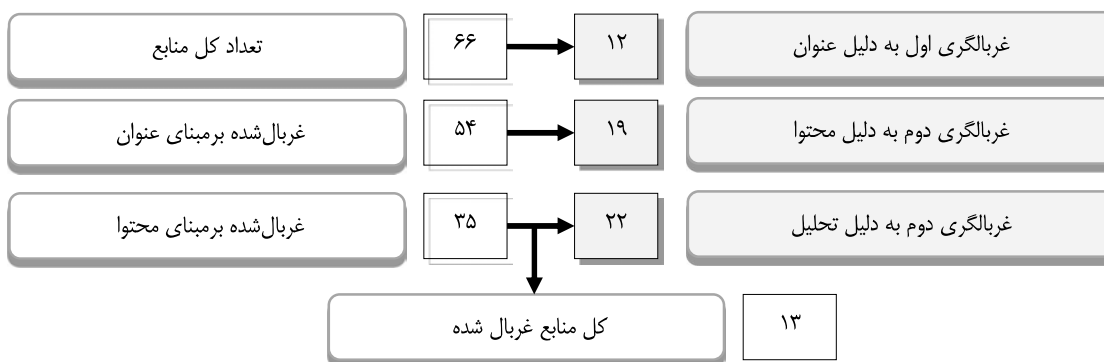 غربالگری اول به دلیل عنوان
۱۲
۶۶
تعداد کل منابع
غربالگری دوم به دلیل محتوا
۱۹
۵۴
غربال‌شده برمبنای عنوان
غربالگری دوم به دلیل تحلیل
۲۲
۳۵
غربال‌شده برمبنای محتوا
۱۳
کل منابع غربال شده